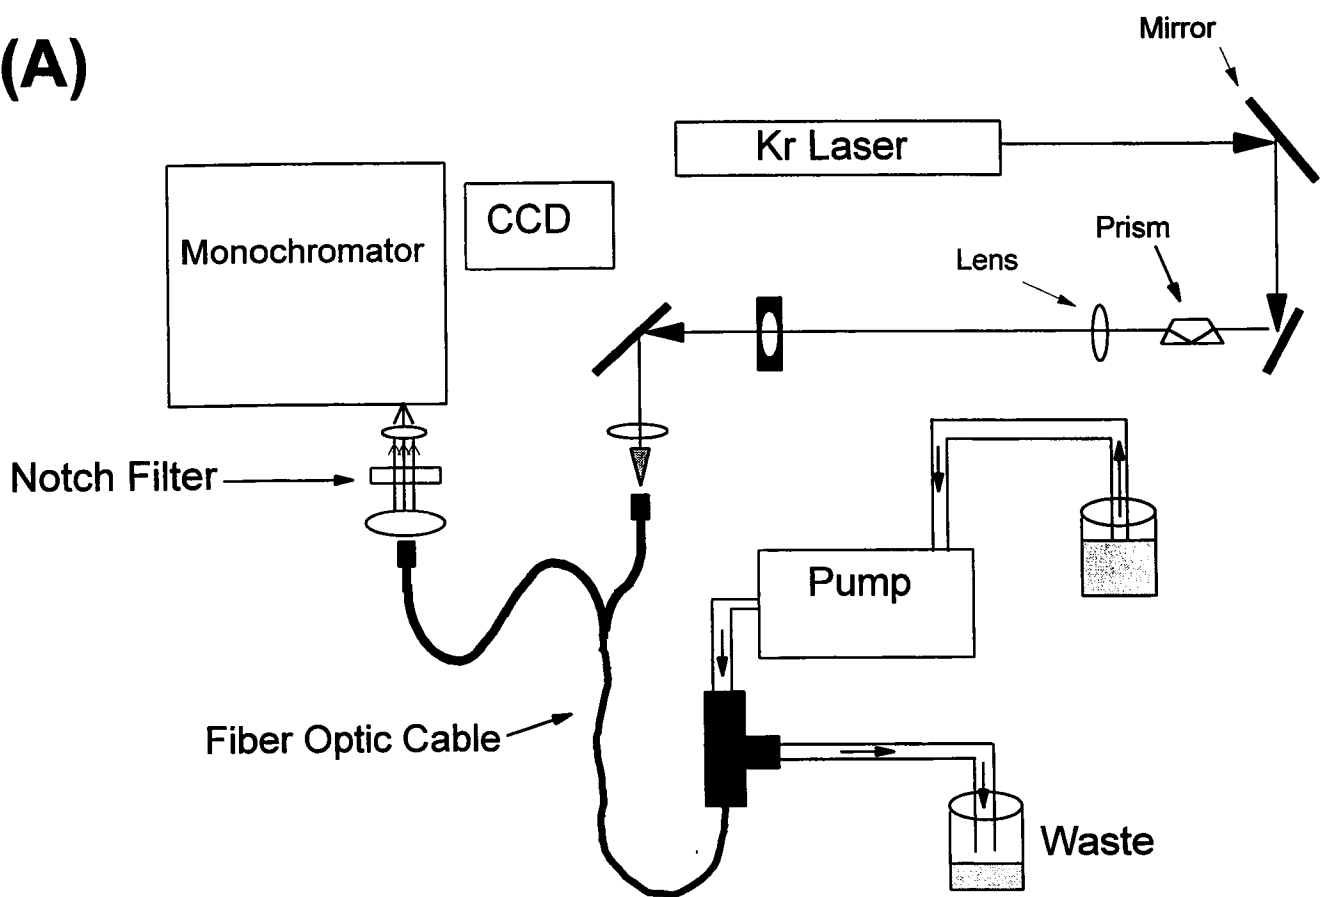 (A)
Mirror
Kr Laser
CCD
Monochromator
Prism
Lens
Notch Filter
Pump
Fiber Optic Cable
Waste